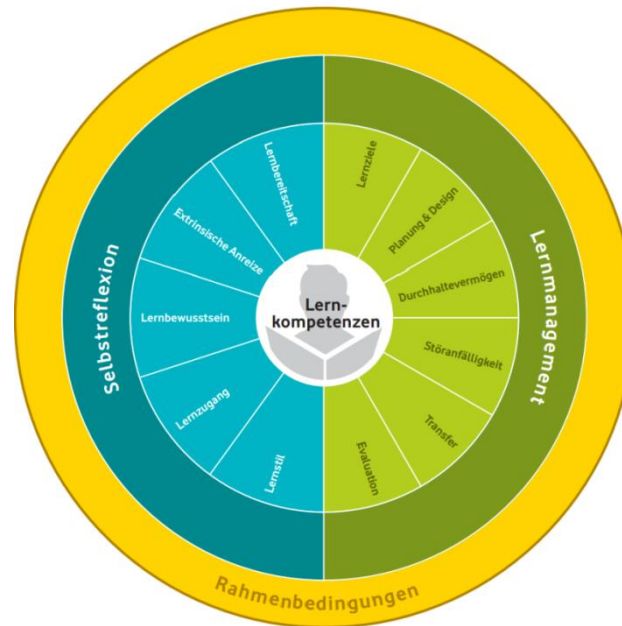 Selbstreflexion
Lernbereitschaft
Extrinsische Anreize
Lernbewusstsein
Lernzugang
Lernstil
Lern-
kompetenzen
Lernziele
Planung & Design
Durchhaltevermögen
Störanfälligkeit
Transfer
Evaluation
Lernmanagement
Rahmenbedingungen